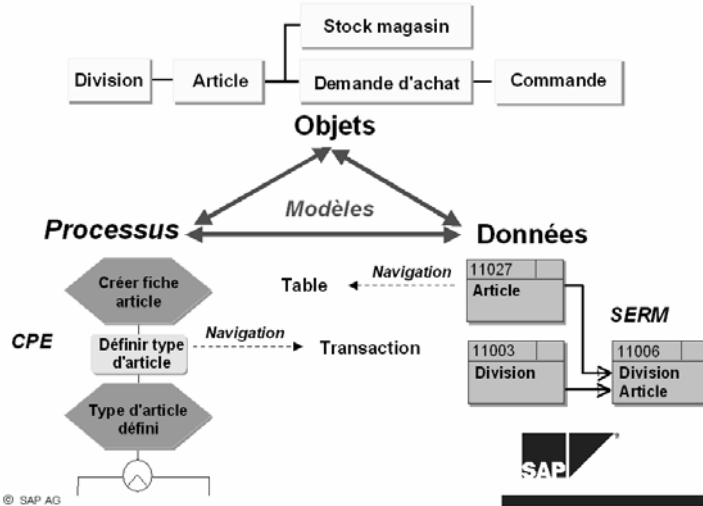 Stock magasin
Division
Article
Demande d'achat
Commande
Objets
Modèles
Processus
Données
Créer fiche
article
Table
Navigation
11027
Article
SERM
CPE
Définir type
d'article
Navigation
Transaction
11003
Division
11006
Division
Article
Type d'article
défini
SAP
© SAP AG